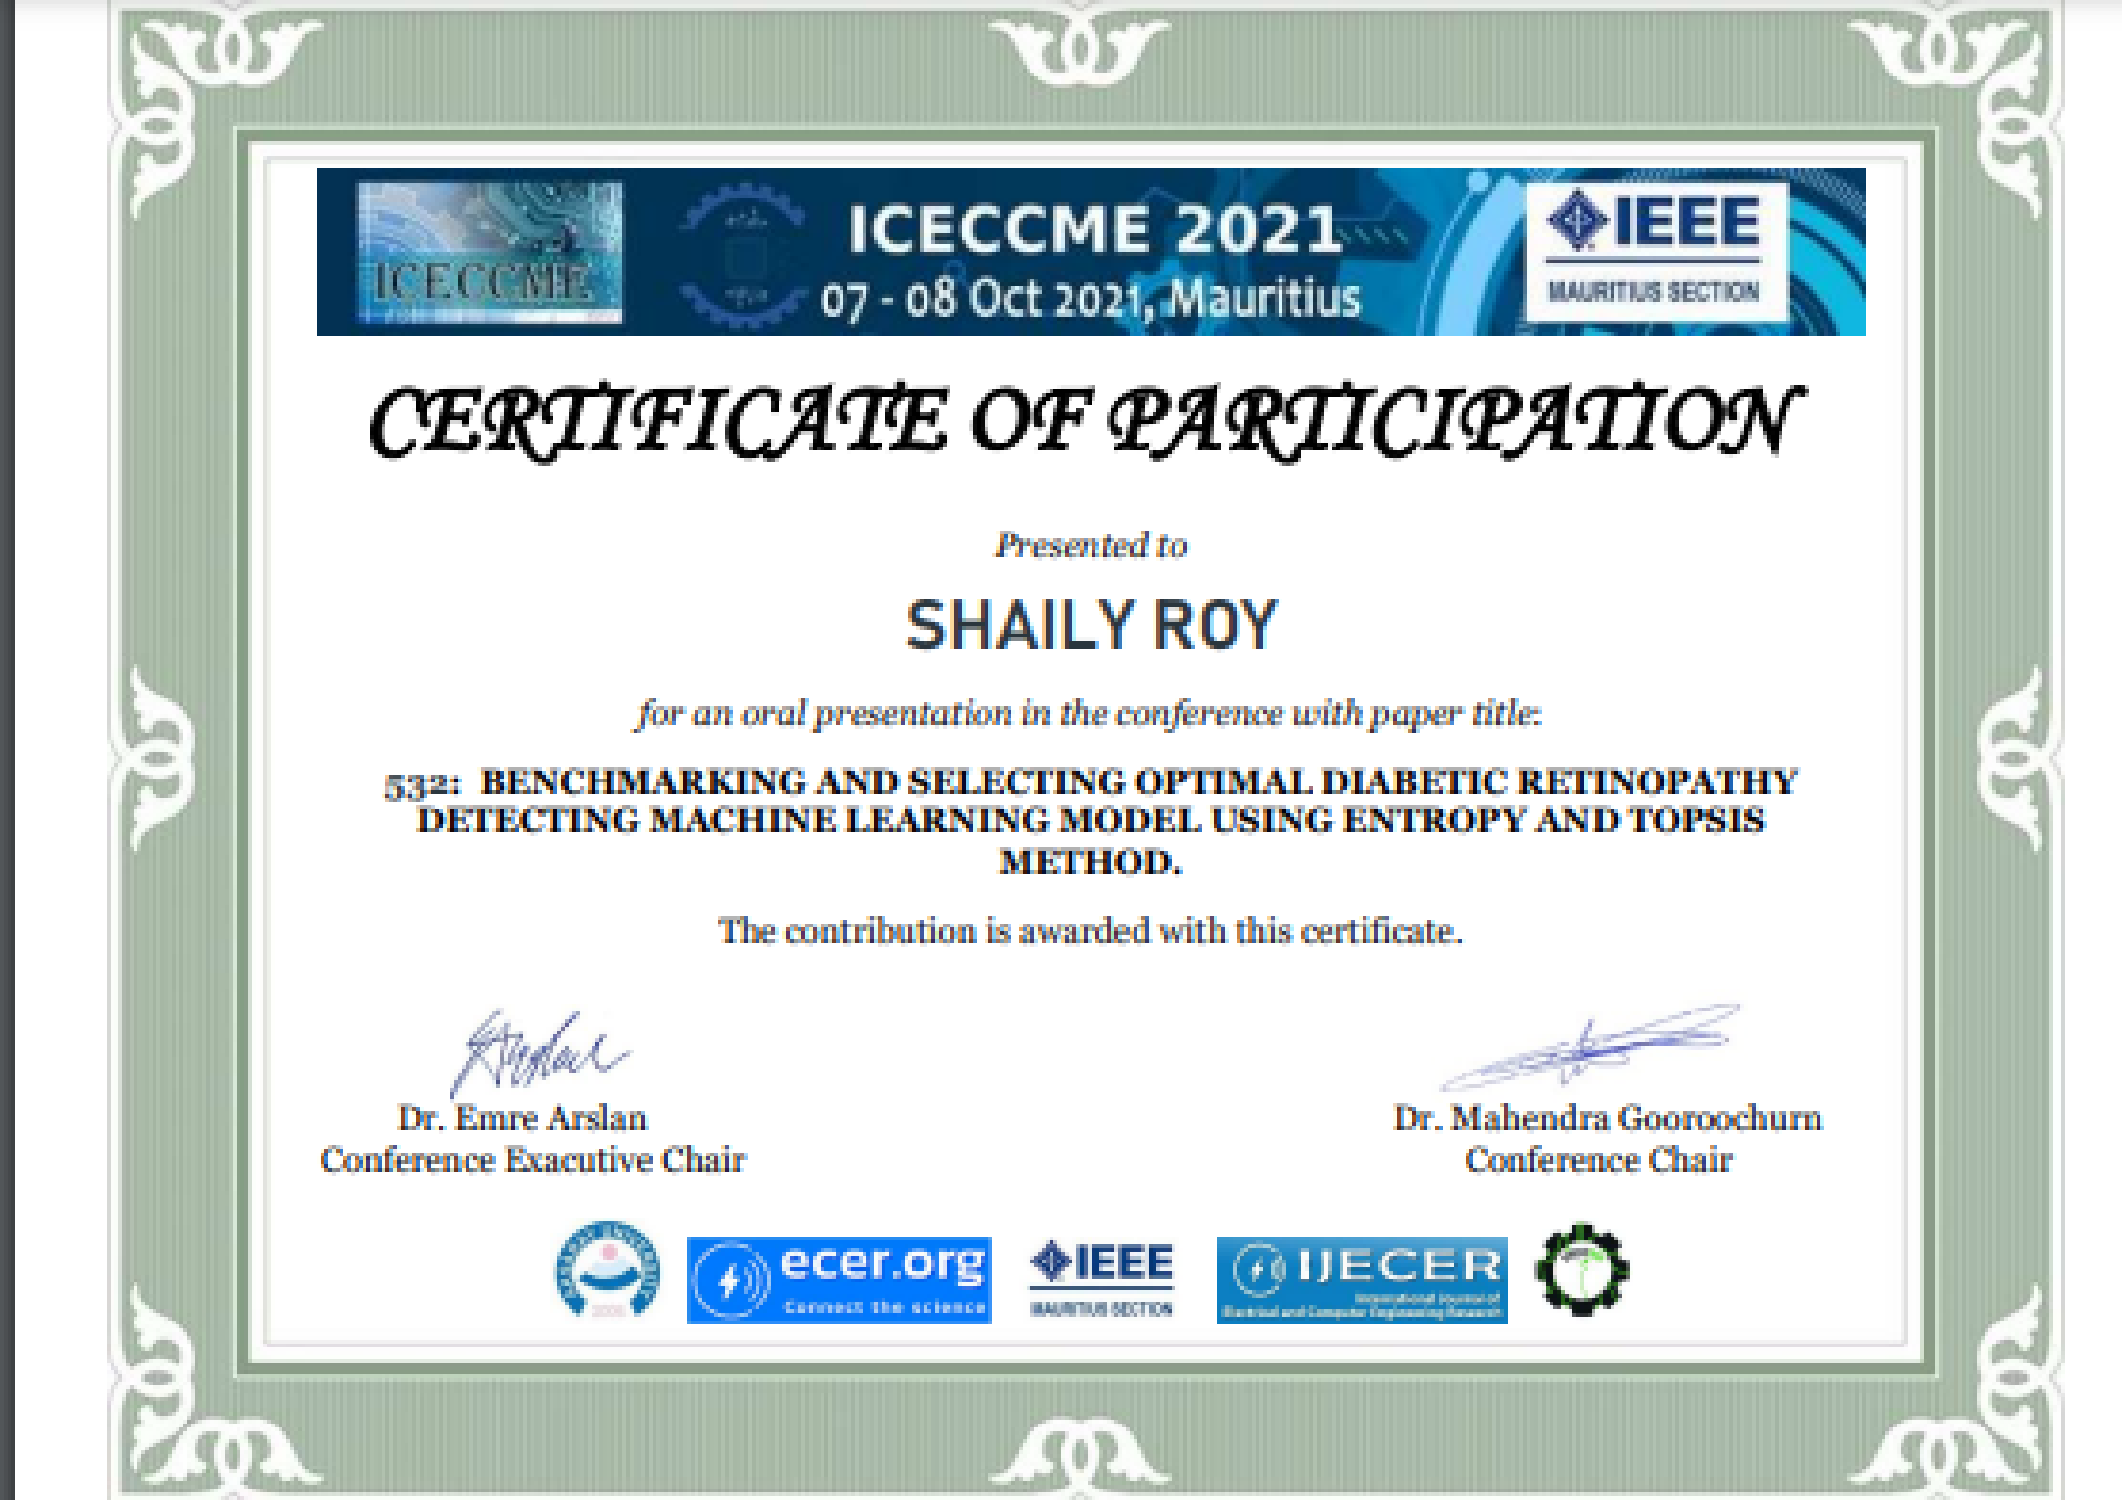 ICECCME
ICECCME 2021
07 - 08 Oct 2021, Mauritius
IEEE
MAURITIUS SECTION
CERTIFICATE OF PARTICIPATION
Presented to
SHAILY ROY
for an oral presentation in the conference with paper title:
532: BENCHMARKING AND SELECTING OPTIMAL DIABETIC RETINOPATHY
DETECTING MACHINE LEARNING MODEL USING ENTROPY AND TOPSIS
METHOD.
The contribution is awarded with this certificate.
Dr. Emre Arslan
Conference Exacutive Chair
Dr. Mahendra Gooroochurn
Conference Chair
ecer.org
Connect the science
IEEE
MAURITIUS SECTION
IJECER
International Journal of
Electrical and Computer Engineering Research